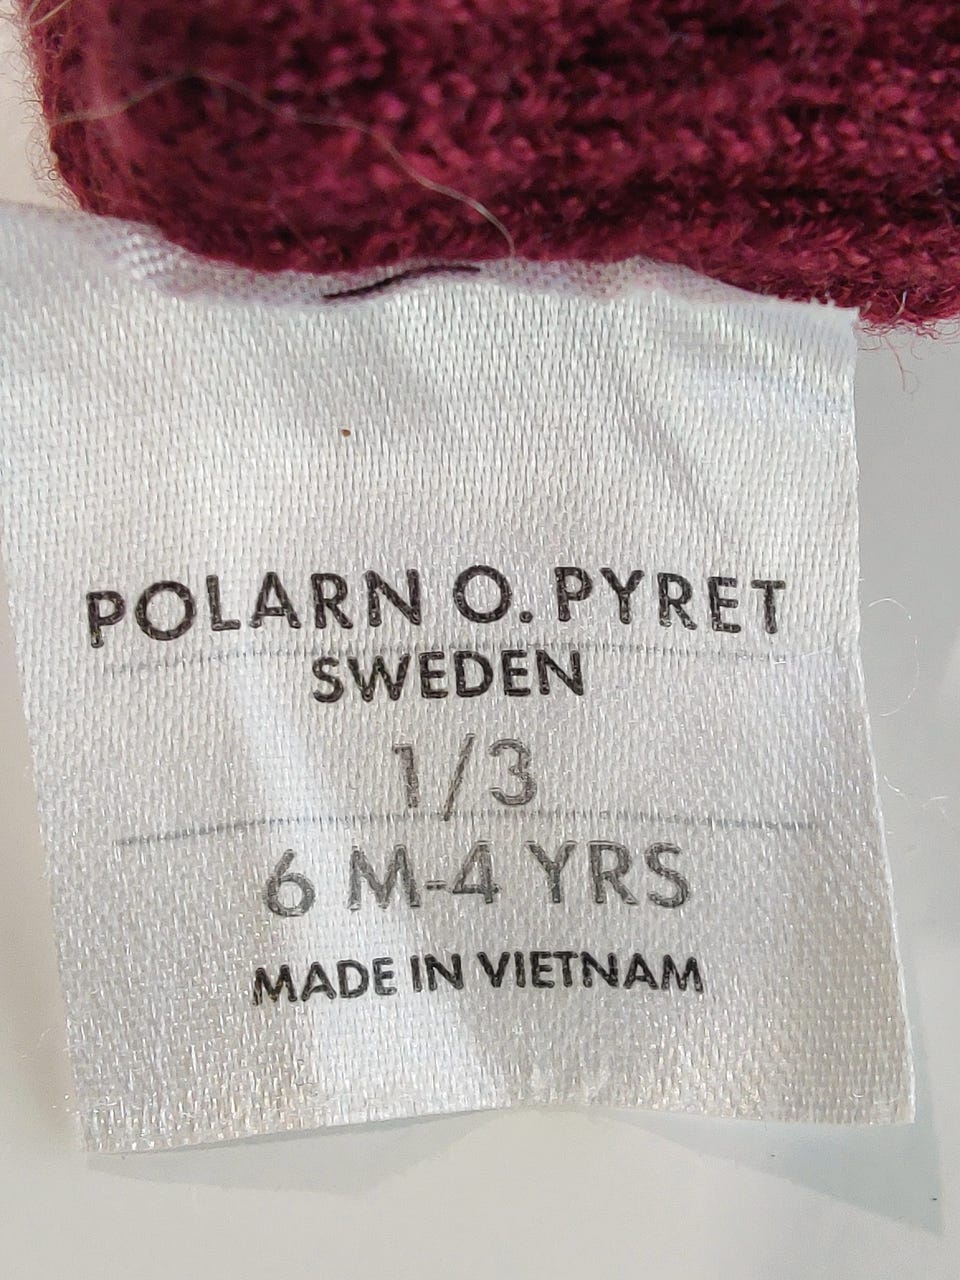 POLARN O. PYRET
SWEDEN
1/3
6 M-4 YRS
MADE IN VIETNAM